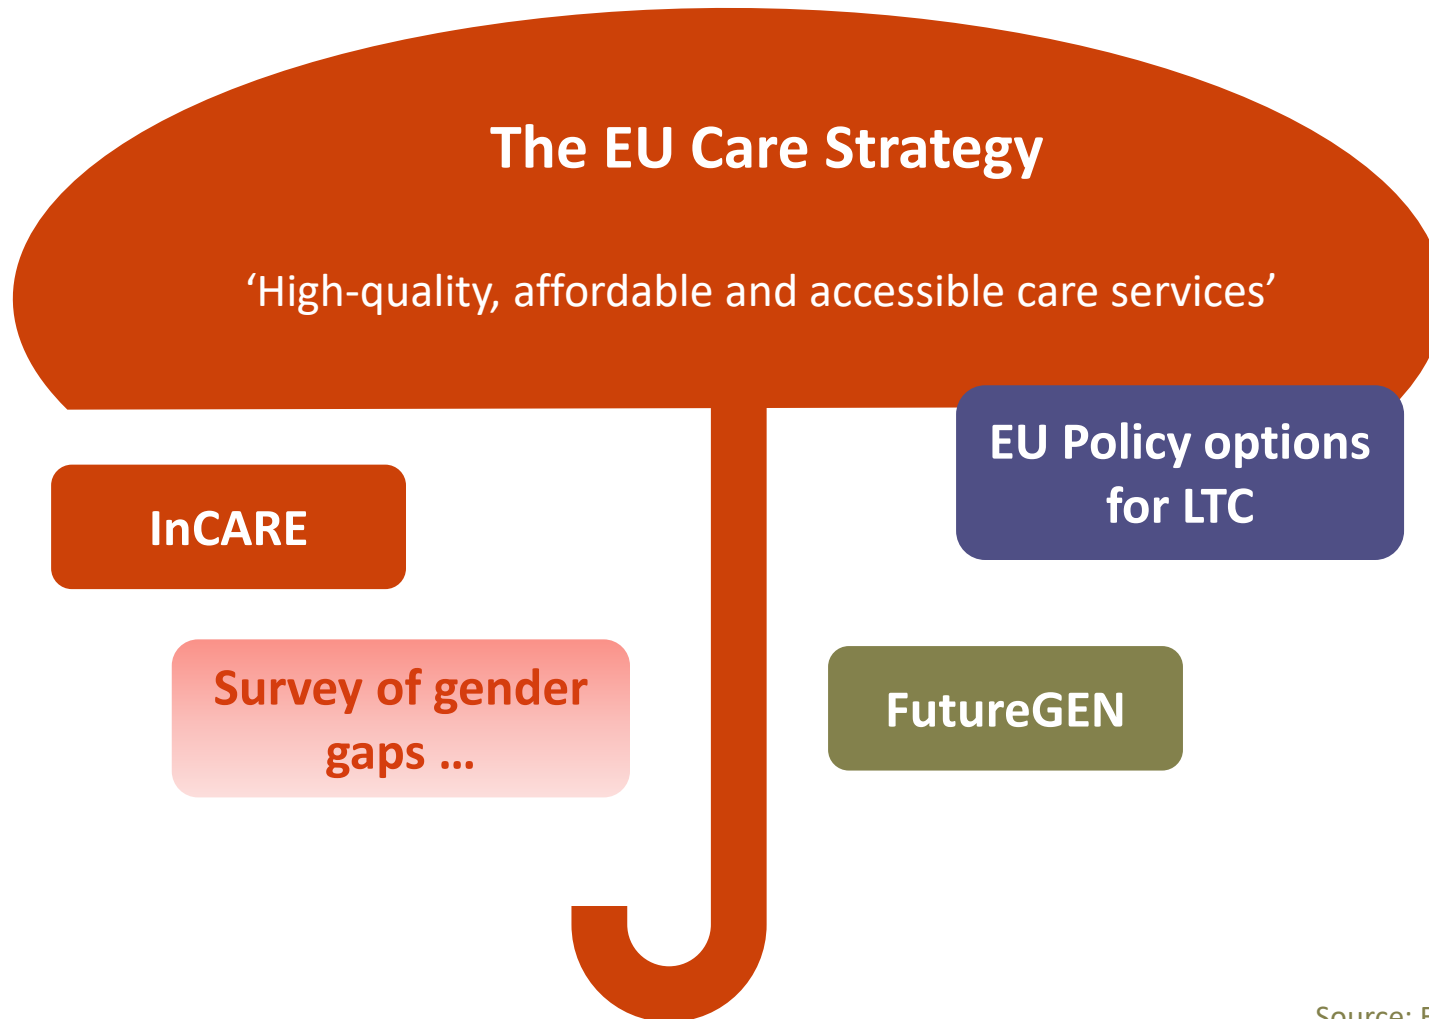 The EU Care Strategy
‘High-quality, affordable and accessible care services’
EU Policy options
for LTC
InCARE
Survey of gender
gaps ...
FutureGEN
Source: